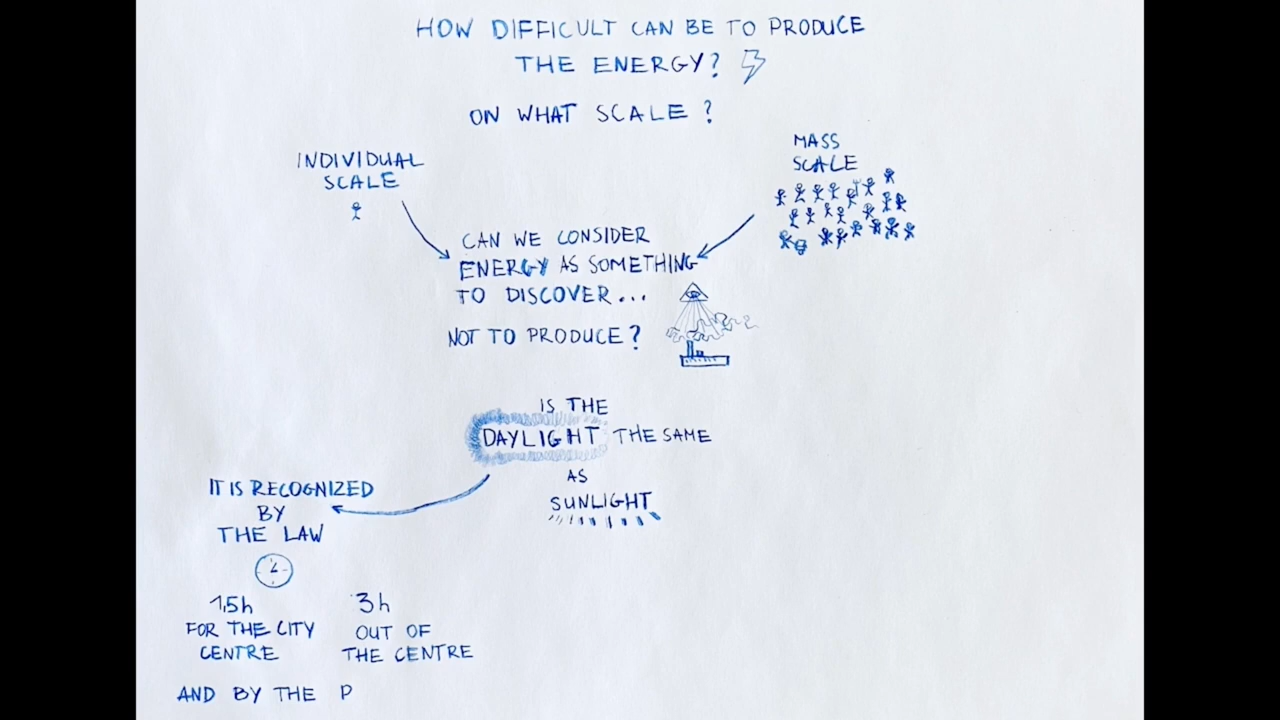 HOW DIFFICULT CAN BE TO PRODUCE
THE ENERGY?
ON WHAT SCALE?
INDIVIDUAL
SCALE
MASS
SCALE
CAN WE CONSIDER
ENERGY AS SOMETHING
TO DISCOVER...
NOT TO PRODUCE?
IS THE
DAYLIGHT THE SAME
AS
SUNLIGHT
IT IS RECOGNIZED
BY
THE LAW
1,5h
FOR THE CITY
CENTRE
3h
OUT OF
THE CENTRE
AND BY THE P